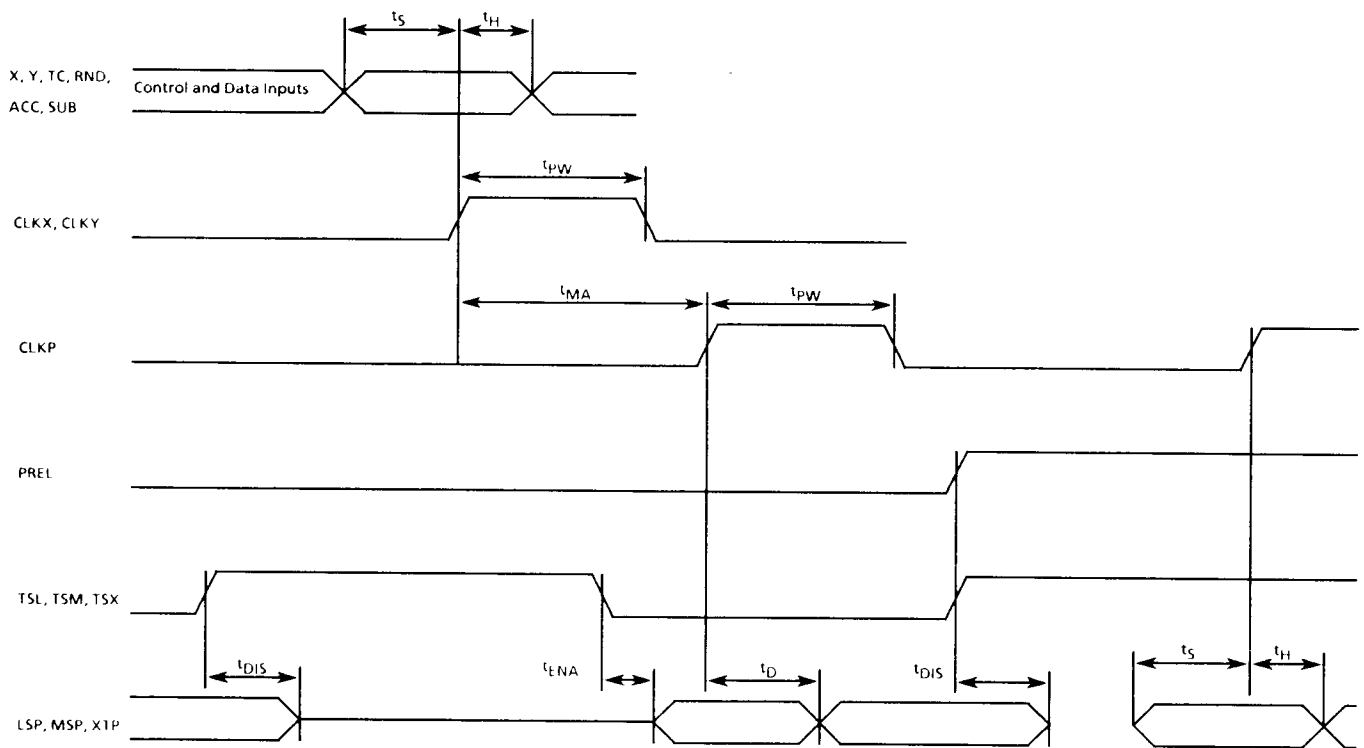 tS tH
X, Y, TC, RND,
Control and Data Inputs
ACC, SUB
tPW
CLKX, CLKY
tMA tPW
CLKP
PREL
TSL, TSM, TSX
tDIS tENA tD tDIS tS tH
LSP, MSP, XTP